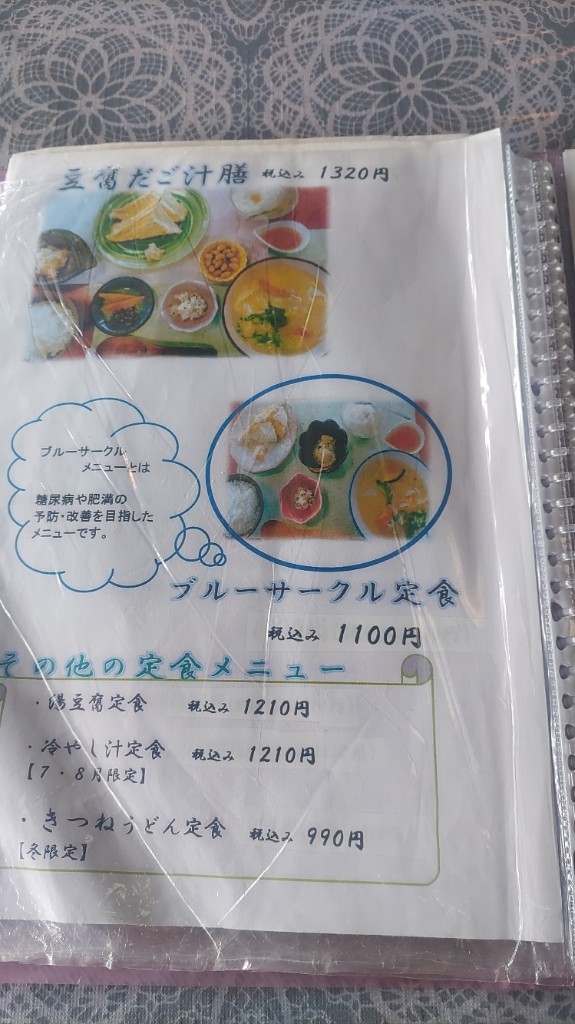 豆腐だご汁膳 税込み 1320円
ブルーサークル
メニューとは
糖尿病や肥満の
予防・改善を目指した
メニューです。
ブルーサークル定食
税込み 1100円
その他の定食メニュー
・湯豆腐定食 税込み 1210円
・冷やし汁定食 税込み 1210円
【7・8月限定】
・きつねうどん定食 税込み 990円
【冬限定】